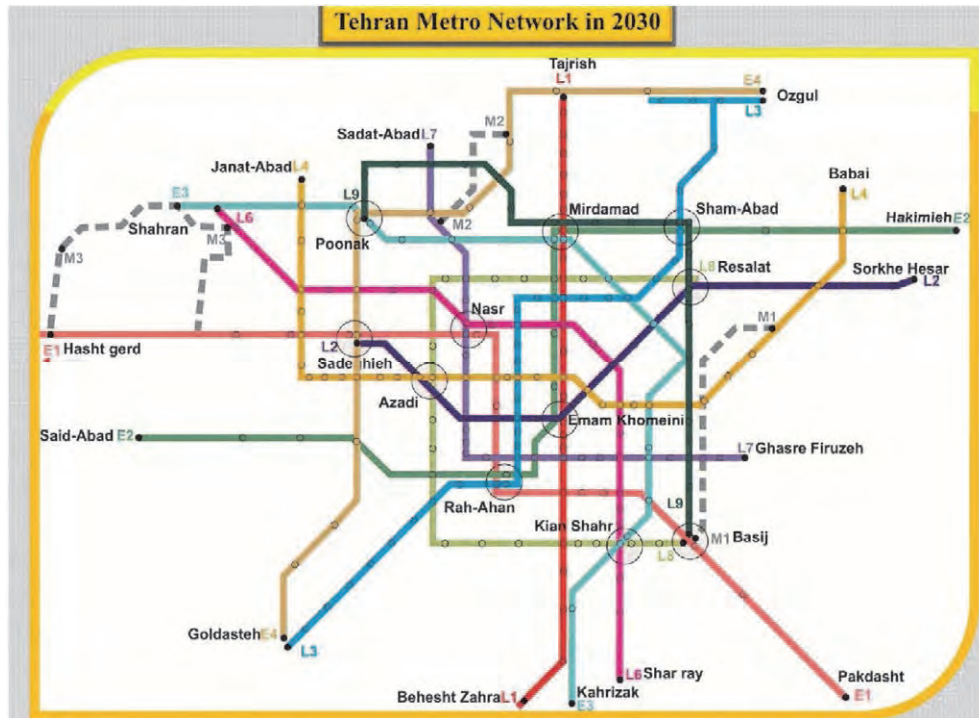 Tehran Metro Network in 2030
Tajrish
L1
E4
Ozgul
L3
M2
Sadat-Abad L7
Janat-Abad L4
Babai
L4
E3
L9
L6
M2
Mirdamad
Sham-Abad
Hakimieh E2
Shahran
M3
Poonak
M3
L8 Resalat
Sorkhe Hesar
L2
Nasr
M1
E1 Hasht gerd
L2
Sadeghieh
Azadi
Emam Khomeini
Said-Abad E2
L7 Ghasre Firuzeh
Rah-Ahan
L9
Kian Shahr
M1 Basij
L8
Goldasteh E4
L3
L6 Shar ray
Pakdasht
E1
Behesht Zahra L1
Kahrizak
E3